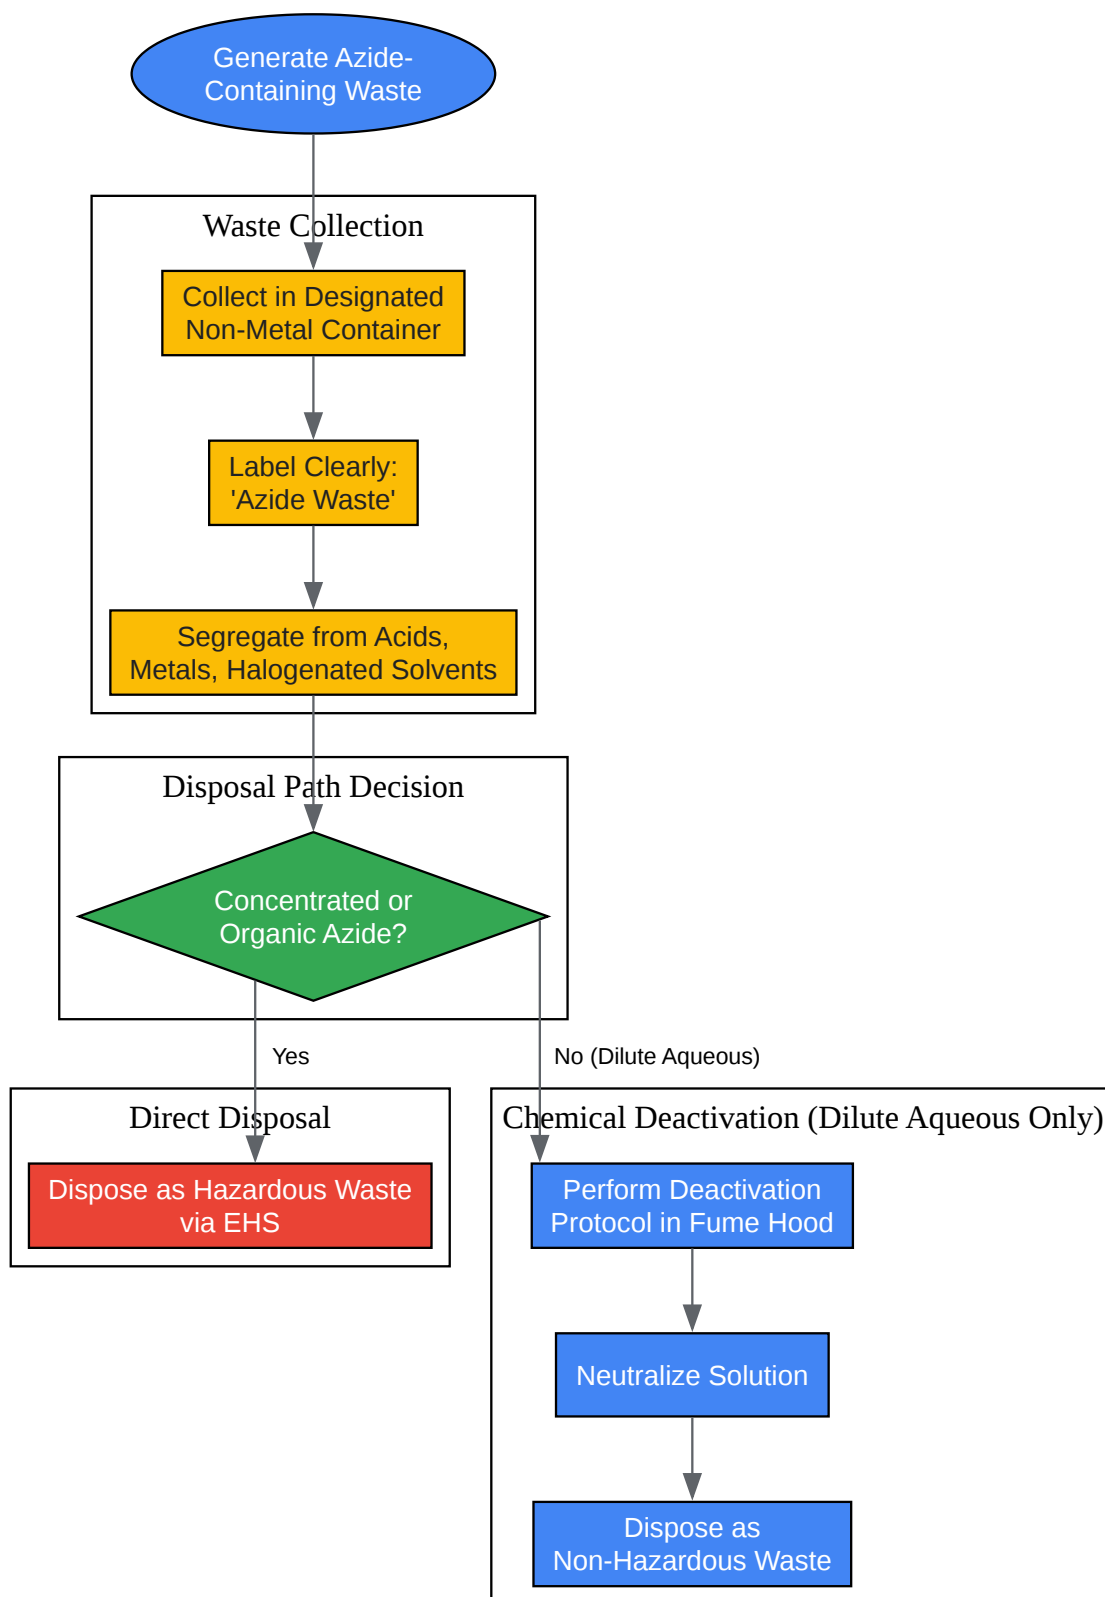 Generate Azide-
Containing Waste
Waste Collection
Collect in Designated
Non-Metal Container
Label Clearly:
'Azide Waste'
Segregate from Acids,
Metals, Halogenated Solvents
Disposal Path Decision
Concentrated or
Organic Azide?
Yes
No (Dilute Aqueous)
Direct Disposal
Dispose as Hazardous Waste
via EHS
Chemical Deactivation (Dilute Aqueous Only)
Perform Deactivation
Protocol in Fume Hood
Neutralize Solution
Dispose as
Non-Hazardous Waste